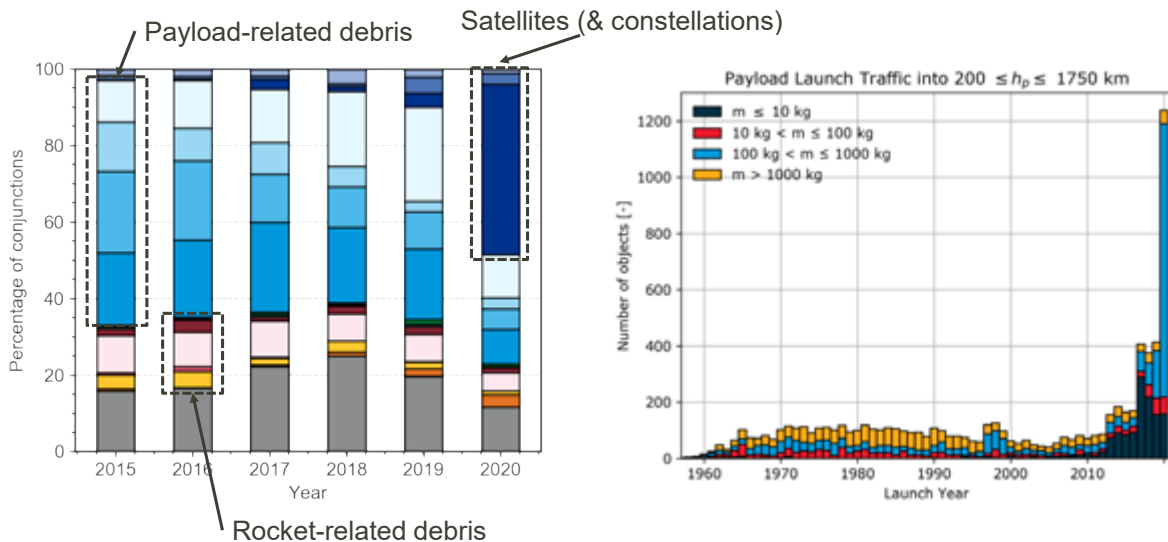 Satellites (& constellations)
Payload-related debris
100
80
60
40
20
0
Percentage of conjunctions
2015
2016
2017
2018
2019
2020
Year
Rocket-related debris
Payload Launch Traffic into 200 ≤hₚ≤ 1750 km
m ≤ 10 kg
10 kg < m ≤ 100 kg
100 kg < m ≤ 1000 kg
m > 1000 kg
1200
1000
800
600
400
200
0
Number of objects [-]
1960
1970
1980
1990
2000
2010
Launch Year